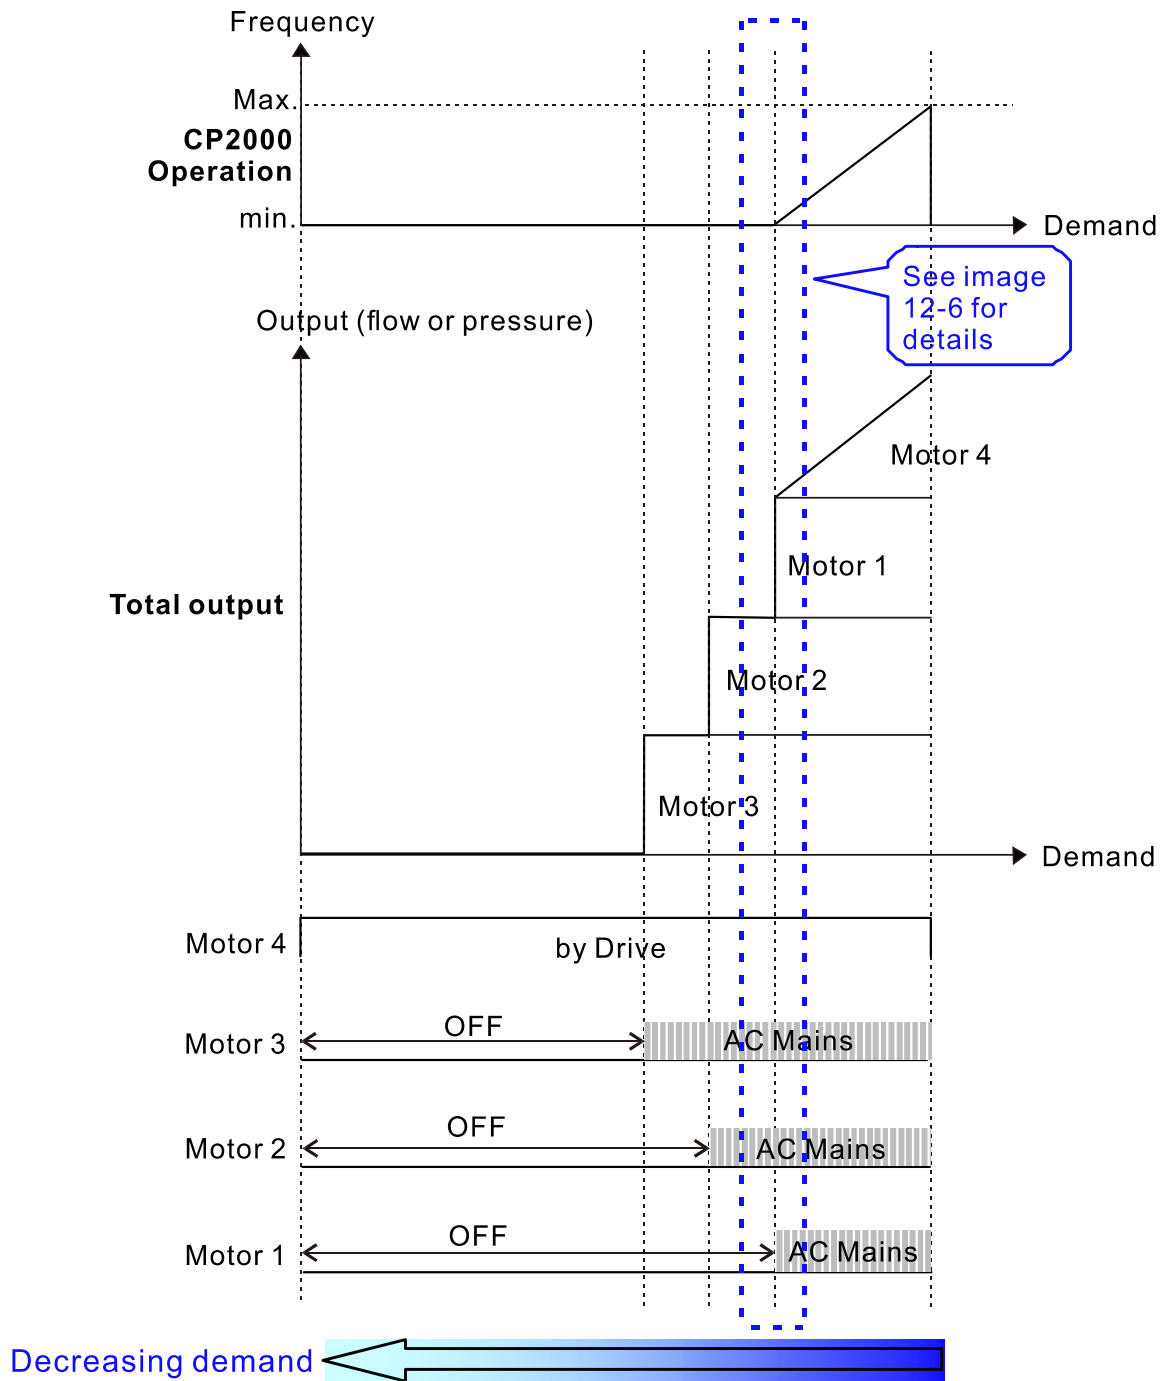 Frequency
Max.
CP2000
Operation
min.
Demand
See image
12-6 for
details
Output (flow or pressure)
Motor 4
Motor 1
Total output
Motor 2
Motor 3
Demand
Motor 4
by Drive
OFF
Motor 3
AC Mains
OFF
Motor 2
AC Mains
OFF
Motor 1
AC Mains
Decreasing demand